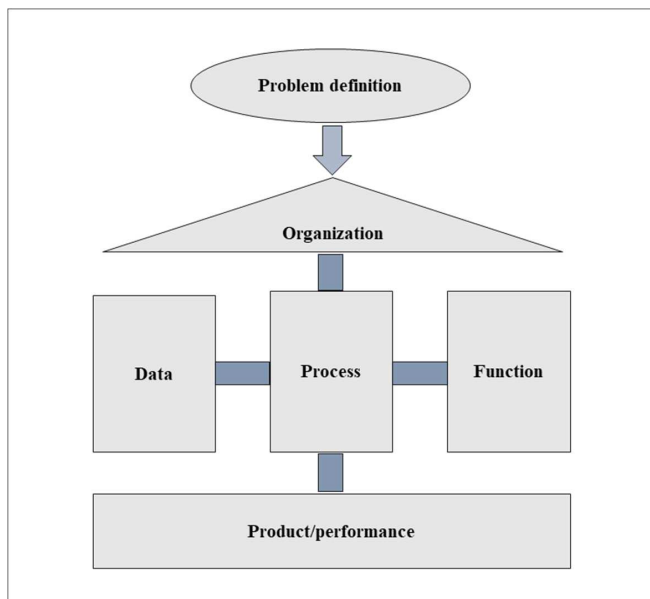 Problem definition
Organization
Data
Process
Function
Product/performance